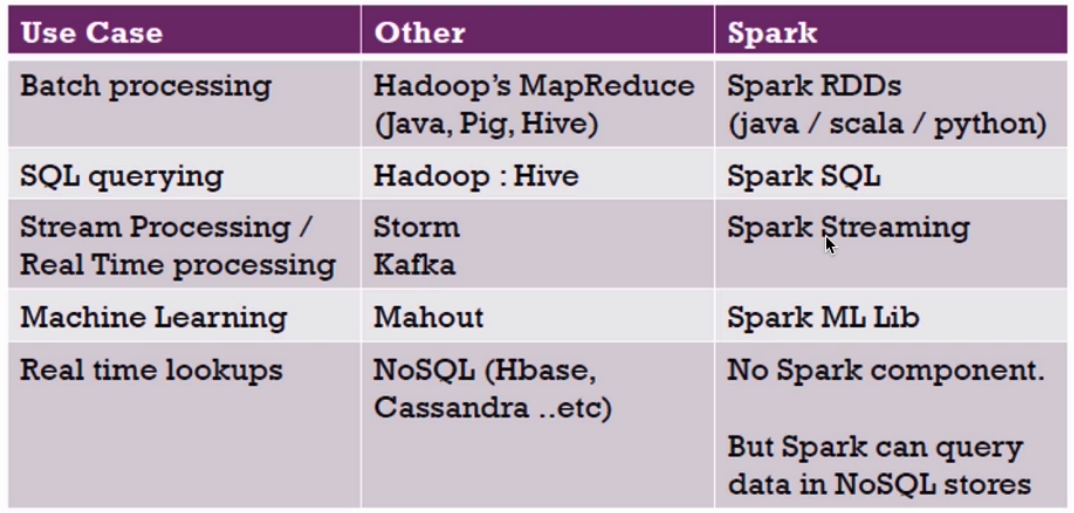 Use Case Other Spark
Batch processing Hadoop’s MapReduce Spark RDDs
(Java, Pig, Hive) (java / scala / python)
SQL querying Hadoop : Hive Spark SQL
Stream Processing / Storm Spark Streaming
Real Time processing Kafka
Machine Learning Mahout Spark ML Lib
Real time lookups NoSQL (Hbase, No Spark component.
Cassandra ..etc)
But Spark can query
data in NoSQL stores